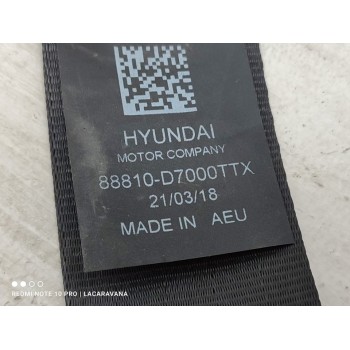 HYUNDAI
MOTOR COMPANY
88810-D7000TTX
21/03/18
MADE IN AEU
REDMI NOTE 10 PRO | LACARAVANA